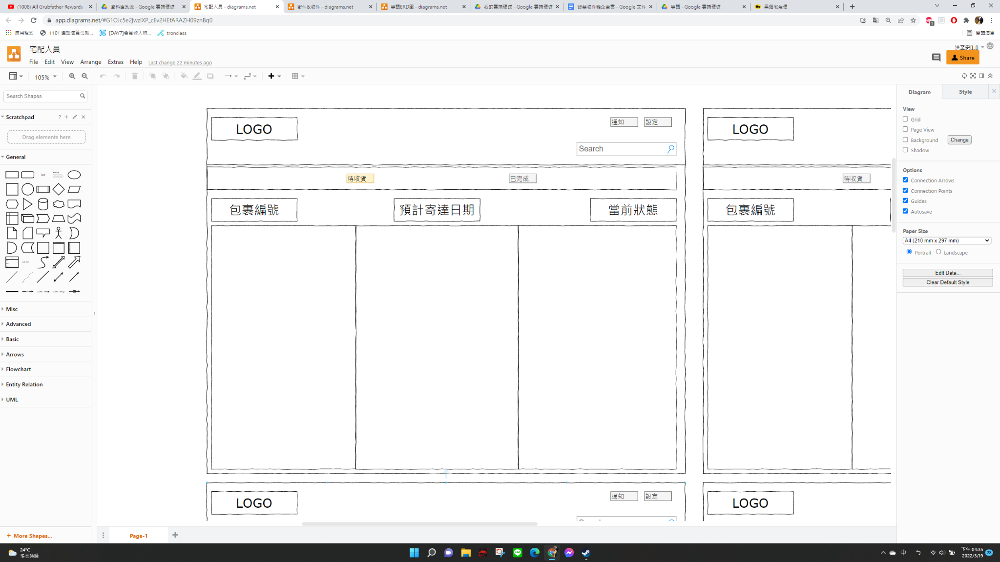 (1008) All Grubfather Rewards
資料庫系統 - Google 雲端硬碟
宅配人員 - diagrams.net
寄件&收件 - diagrams.net
專題ERD圖 - diagrams.net
我的雲端硬碟 - Google 雲端硬碟
智慧收件箱企畫書 - Google 文件
專題 - Google 雲端硬碟
黑貓宅急便
app.diagrams.net/#G1OJc5e2JwzlXP_cEv2HEfARAZH09znBq0
應用程式
1101 圖論演算法教...
[DAY7]會員登入與...
tronclass
閱讀清單
宅配人員
洪至安[]_[]
File Edit View Arrange Extras Help Last change 22 minutes ago
Share
105%
Search Shapes
Scratchpad
Drag elements here
General
Text
Heading
Misc
Advanced
Basic
Arrows
Flowchart
Entity Relation
UML
+ More Shapes...
LOGO
通知
設定
Search
待收貨
已完成
包裹編號
預計寄達日期
當前狀態
LOGO
待收貨
包裹編號
LOGO
通知
設定
LOGO
Page-1
Diagram
Style
View
Grid
Page View
Background
Change
Shadow
Options
Connection Arrows
Connection Points
Guides
Autosave
Paper Size
A4 (210 mm x 297 mm)
Portrait
Landscape
Edit Data...
Clear Default Style
24°C
多雲時晴
中
下午 04:35
2022/3/19
28